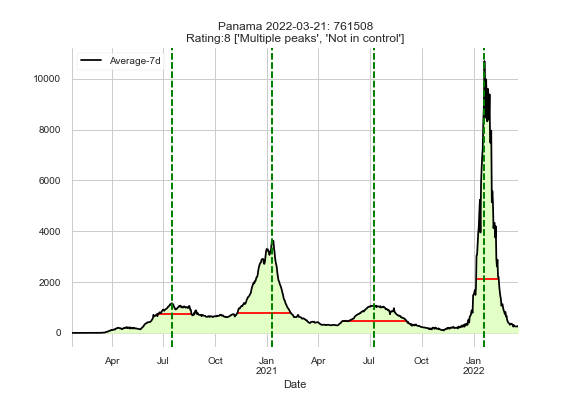 Panama 2022-03-21: 761508
Rating:8 ['Multiple peaks', 'Not in control']
Average-7d
10000
8000
6000
4000
2000
0
Apr
Jul
Oct
Jan
2021
Apr
Jul
Oct
Jan
2022
Date